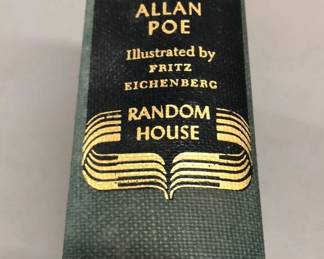 ALLAN
POE
Illustrated by
FRITZ
EICHENBERG
RANDOM
HOUSE